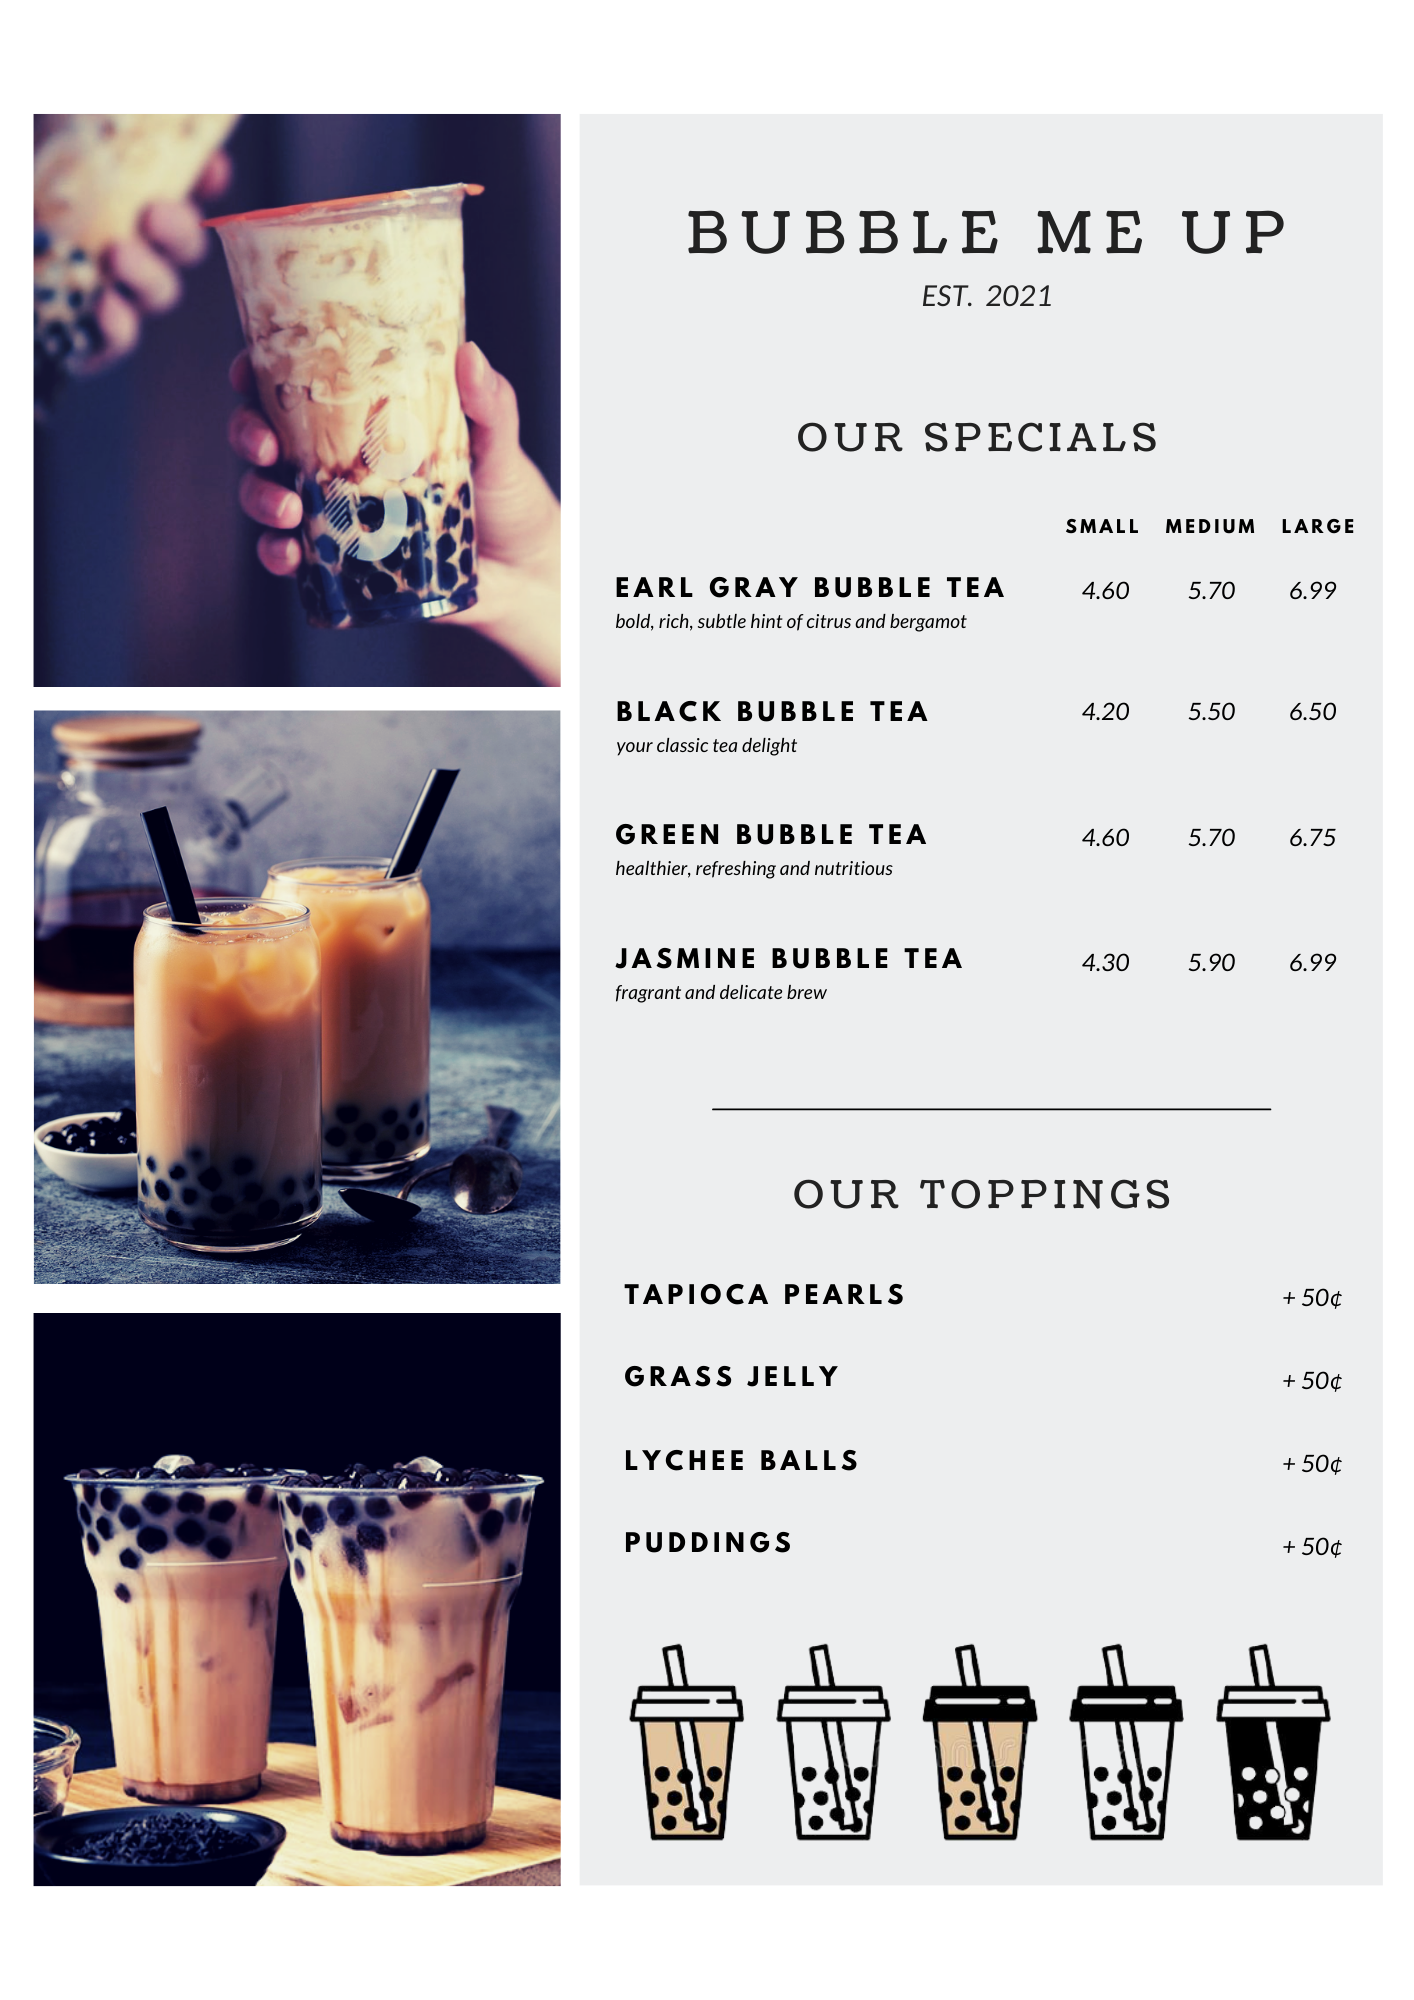 BUBBLE ME UP
EST. 2021
OUR SPECIALS
SMALL MEDIUM LARGE
EARL GRAY BUBBLE TEA 4.60 5.70 6.99
bold, rich, subtle hint of citrus and bergamot
BLACK BUBBLE TEA 4.20 5.50 6.50
your classic tea delight
GREEN BUBBLE TEA 4.60 5.70 6.75
healthier, refreshing and nutritious
JASMINE BUBBLE TEA 4.30 5.90 6.99
fragrant and delicate brew
OUR TOPPINGS
TAPIOCA PEARLS + 50¢
GRASS JELLY + 50¢
LYCHEE BALLS + 50¢
PUDDINGS + 50¢